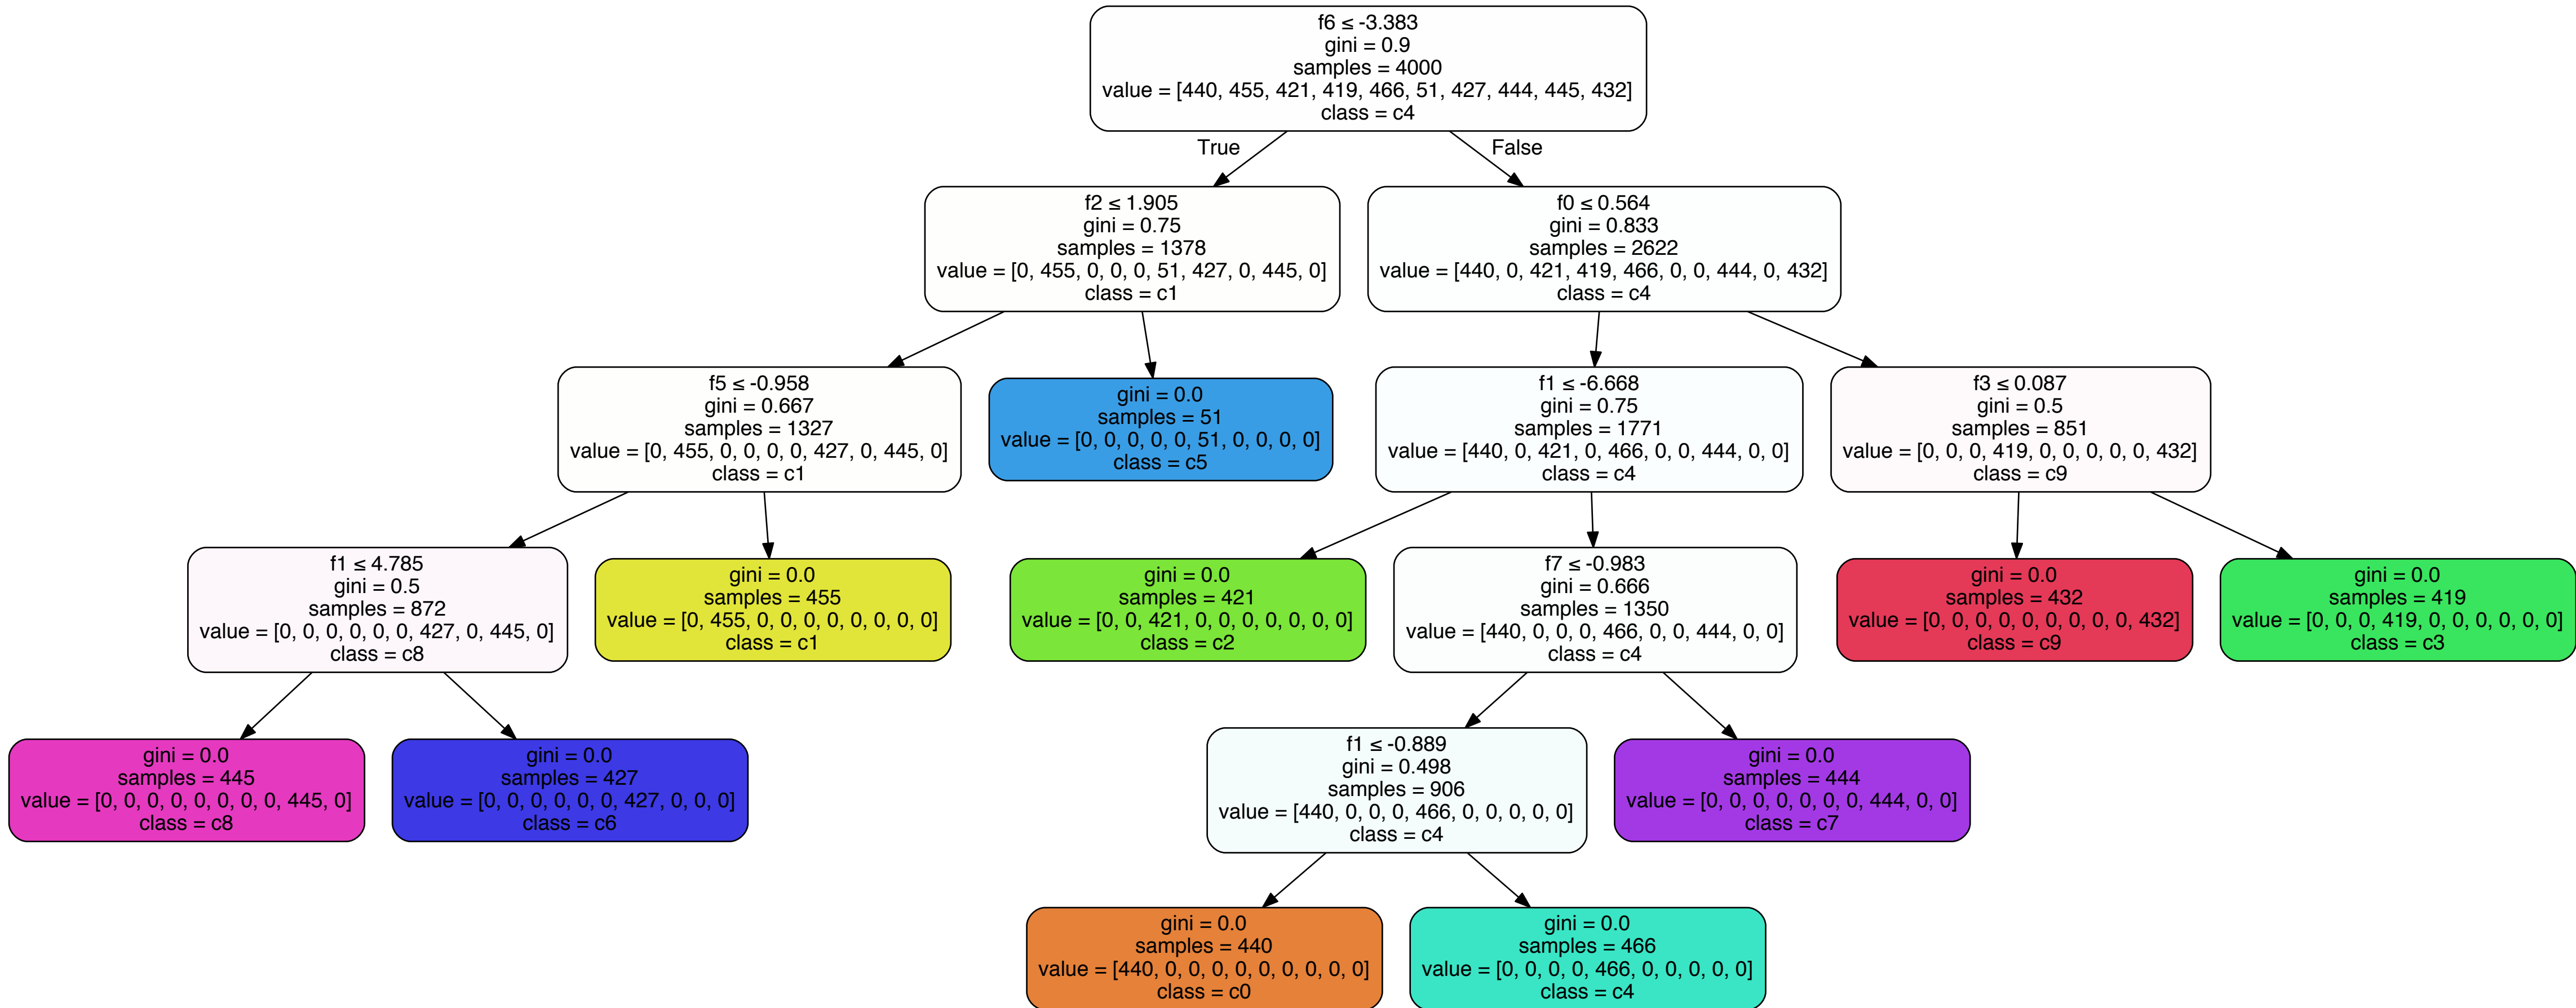 f6 ≤ -3.383
gini = 0.9
samples = 4000
value = [440, 455, 421, 419, 466, 51, 427, 444, 445, 432]
class = c4
True
False
f2 ≤ 1.905
gini = 0.75
samples = 1378
value = [0, 455, 0, 0, 0, 51, 427, 0, 445, 0]
class = c1
f0 ≤ 0.564
gini = 0.833
samples = 2622
value = [440, 0, 421, 419, 466, 0, 0, 444, 0, 432]
class = c4
f5 ≤ -0.958
gini = 0.667
samples = 1327
value = [0, 455, 0, 0, 0, 0, 427, 0, 445, 0]
class = c1
gini = 0.0
samples = 51
value = [0, 0, 0, 0, 0, 51, 0, 0, 0, 0]
class = c5
f1 ≤ -6.668
gini = 0.75
samples = 1771
value = [440, 0, 421, 0, 466, 0, 0, 444, 0, 0]
class = c4
f3 ≤ 0.087
gini = 0.5
samples = 851
value = [0, 0, 0, 419, 0, 0, 0, 0, 0, 432]
class = c9
f1 ≤ 4.785
gini = 0.5
samples = 872
value = [0, 0, 0, 0, 0, 0, 427, 0, 445, 0]
class = c8
gini = 0.0
samples = 455
value = [0, 455, 0, 0, 0, 0, 0, 0, 0, 0]
class = c1
gini = 0.0
samples = 421
value = [0, 0, 421, 0, 0, 0, 0, 0, 0, 0]
class = c2
f7 ≤ -0.983
gini = 0.666
samples = 1350
value = [440, 0, 0, 0, 466, 0, 0, 444, 0, 0]
class = c4
gini = 0.0
samples = 432
value = [0, 0, 0, 0, 0, 0, 0, 0, 0, 432]
class = c9
gini = 0.0
samples = 419
value = [0, 0, 0, 419, 0, 0, 0, 0, 0, 0]
class = c3
gini = 0.0
samples = 445
value = [0, 0, 0, 0, 0, 0, 0, 0, 445, 0]
class = c8
gini = 0.0
samples = 427
value = [0, 0, 0, 0, 0, 0, 427, 0, 0, 0]
class = c6
f1 ≤ -0.889
gini = 0.498
samples = 906
value = [440, 0, 0, 0, 466, 0, 0, 0, 0, 0]
class = c4
gini = 0.0
samples = 444
value = [0, 0, 0, 0, 0, 0, 0, 444, 0, 0]
class = c7
gini = 0.0
samples = 440
value = [440, 0, 0, 0, 0, 0, 0, 0, 0, 0]
class = c0
gini = 0.0
samples = 466
value = [0, 0, 0, 0, 466, 0, 0, 0, 0, 0]
class = c4